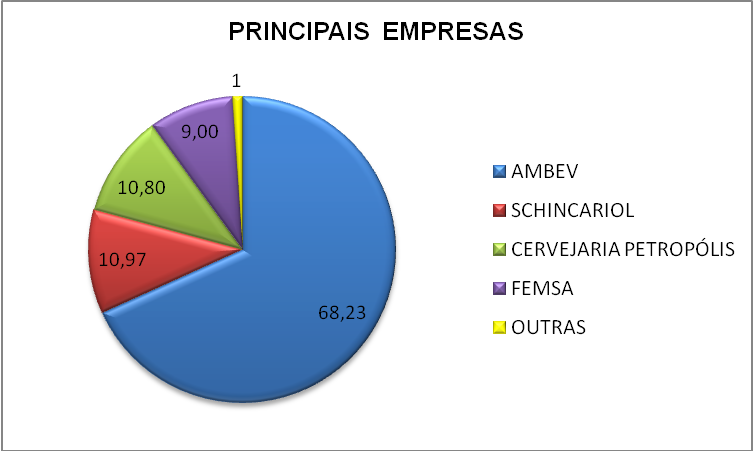 PRINCIPAIS EMPRESAS
1
9,00
10,80
10,97
68,23
AMBEV
SCHINCARIOL
CERVEJARIA PETROPÓLIS
FEMSA
OUTRAS